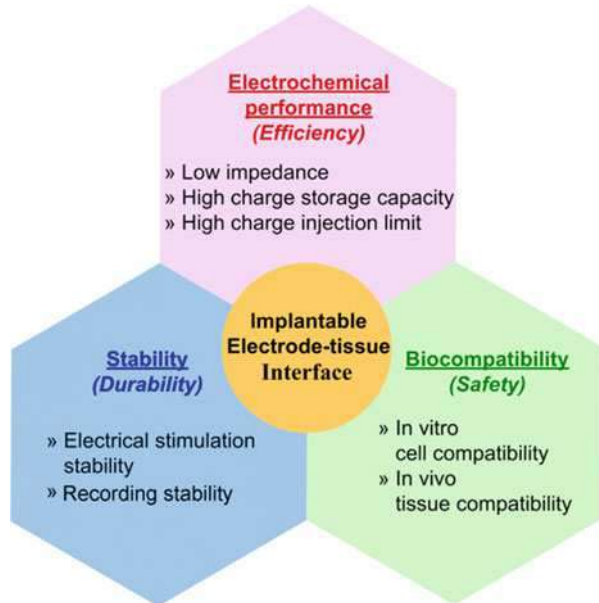 Electrochemical
performance
(Efficiency)
» Low impedance
» High charge storage capacity
» High charge injection limit
Implantable
Electrode-tissue
Interface
Stability
(Durability)
» Electrical stimulation
stability
» Recording stability
Biocompatibility
(Safety)
» In vitro
cell compatibility
» In vivo
tissue compatibility